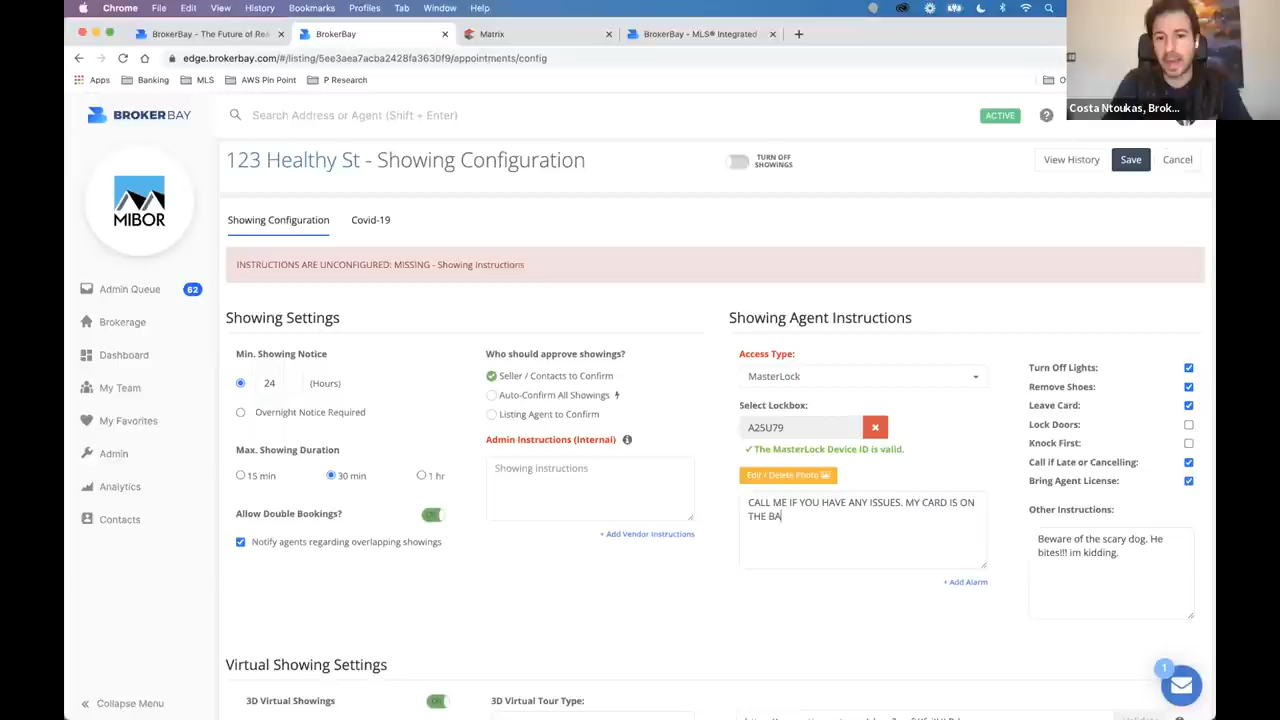 Chrome File Edit View History Bookmarks Profiles Tab Window Help
BrokerBay - The Future of Rea
BrokerBay
Matrix
BrokerBay - MLS® Integrated
edge.brokerbay.com/#/listing/5ee3aea7acba2428fa3630f9/appointments/config
Apps Banking MLS AWS Pin Point P Research
Costa Ntoukas, Brok...
BROKERBAY
Search Address or Agent (Shift + Enter)
ACTIVE
MIBOR
123 Healthy St - Showing Configuration
TURN OFF
SHOWINGS
View History
Save
Cancel
Showing Configuration
Covid-19
INSTRUCTIONS ARE UNCONFIGURED: MISSING - Showing Instructions
Admin Queue
62
Brokerage
Dashboard
My Team
My Favorites
Admin
Analytics
Contacts
Collapse Menu
Showing Settings
Min. Showing Notice
24 (Hours)
Overnight Notice Required
Max. Showing Duration
15 min
30 min
1 hr
Allow Double Bookings?
Notify agents regarding overlapping showings
Who should approve showings?
Seller / Contacts to Confirm
Auto-Confirm All Showings
Listing Agent to Confirm
Admin Instructions (Internal)
Showing instructions
+ Add Vendor Instructions
Showing Agent Instructions
Access Type:
MasterLock
Select Lockbox:
A25U79
The MasterLock Device ID is valid.
Edit / Delete Photo
CALL ME IF YOU HAVE ANY ISSUES. MY CARD IS ON
THE BA
+ Add Alarm
Turn Off Lights:
Remove Shoes:
Leave Card:
Lock Doors:
Knock First:
Call if Late or Cancelling:
Bring Agent License:
Other Instructions:
Beware of the scary dog. He
bites!!! im kidding.
1
Virtual Showing Settings
3D Virtual Showings
3D Virtual Tour Type: